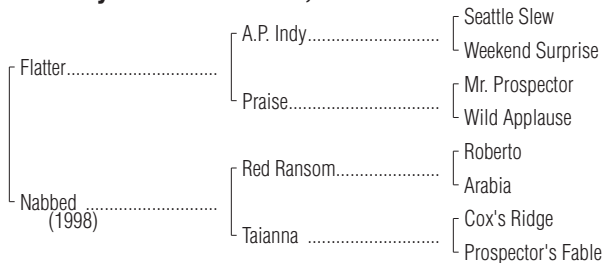 Seattle Slew
A.P. Indy
Weekend Surprise
Flatter
Mr. Prospector
Praise
Wild Applause
Roberto
Red Ransom
Arabia
Nabbed
(1998)
Cox's Ridge
Taianna
Prospector's Fable